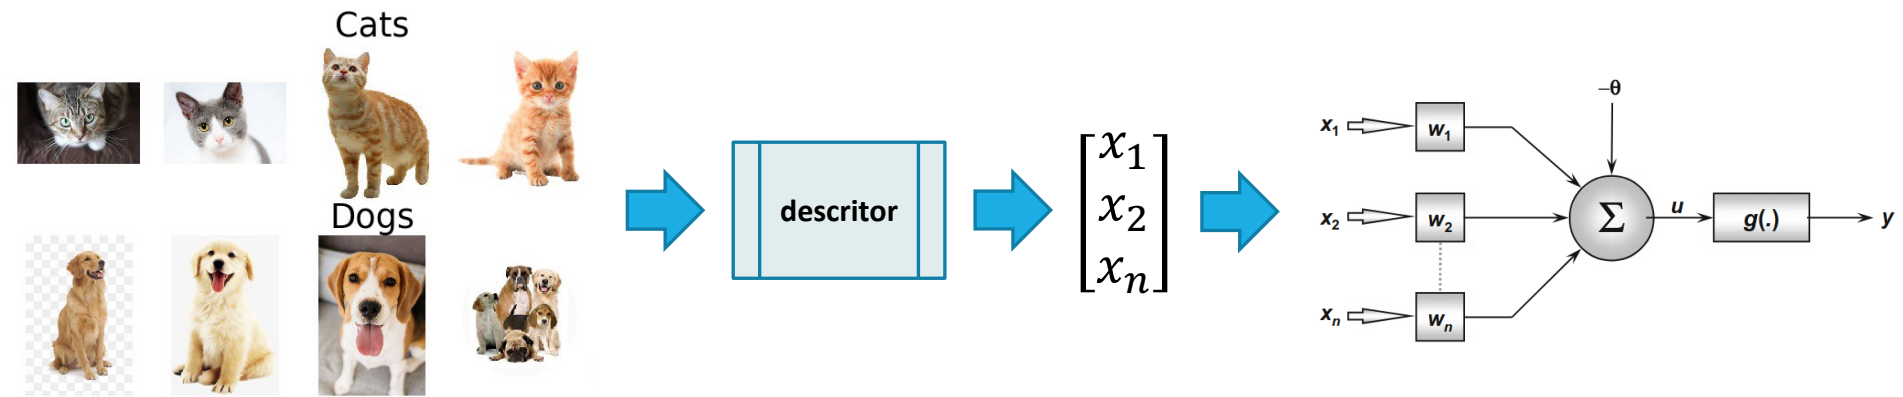 Cats
Dogs
descritor
x1
x2
xn
−θ
x1
w1
x2
w2
xn
wn
Σ
u
g(.)
y